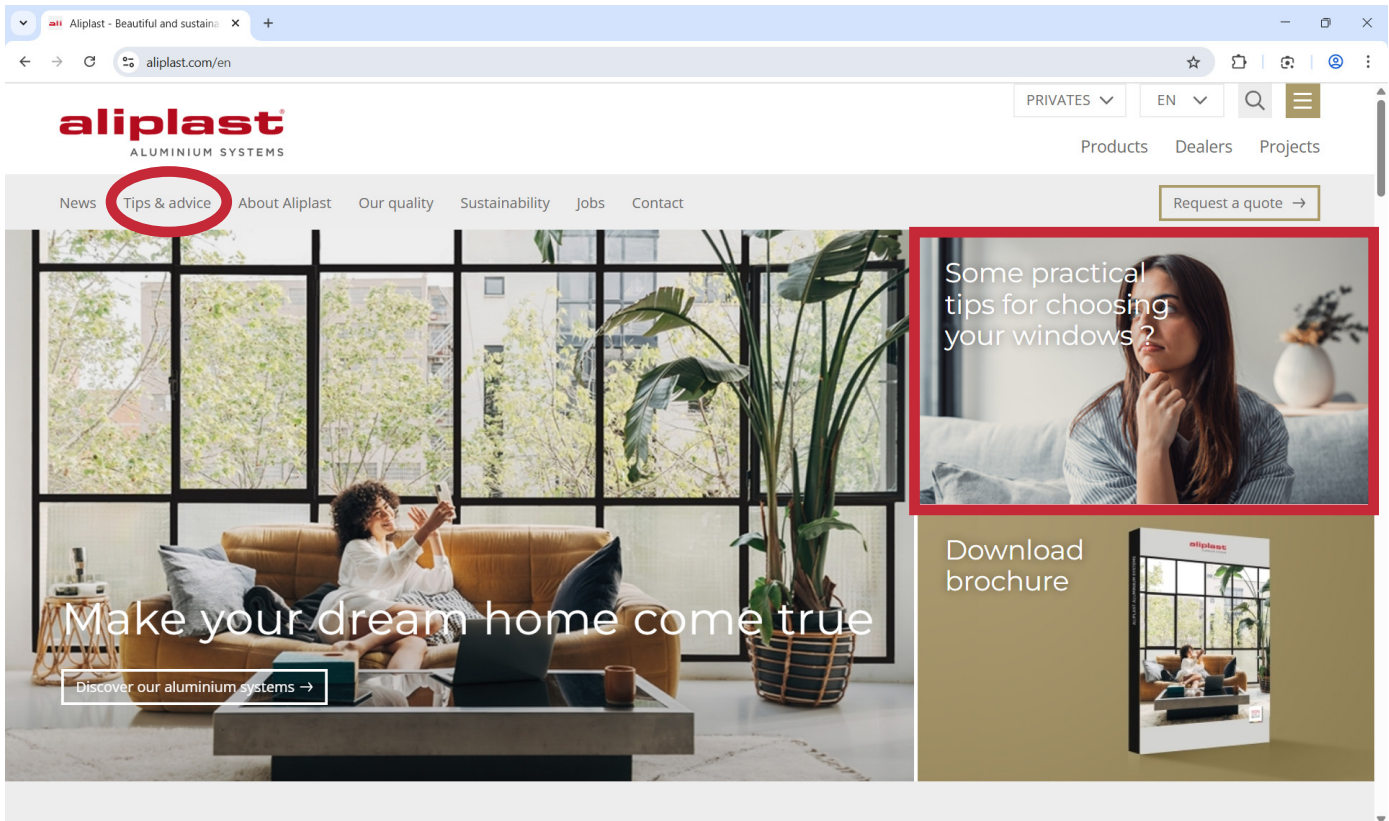 ali Aliplast - Beautiful and sustaina
aliplast.com/en
aliplast®
ALUMINIUM SYSTEMS
PRIVATES
EN
Products Dealers Projects
News Tips & advice About Aliplast Our quality Sustainability Jobs Contact
Request a quote →
Some practical
tips for choosing
your windows ?
Make your dream home come true
Discover our aluminium systems →
Download
brochure
aliplast